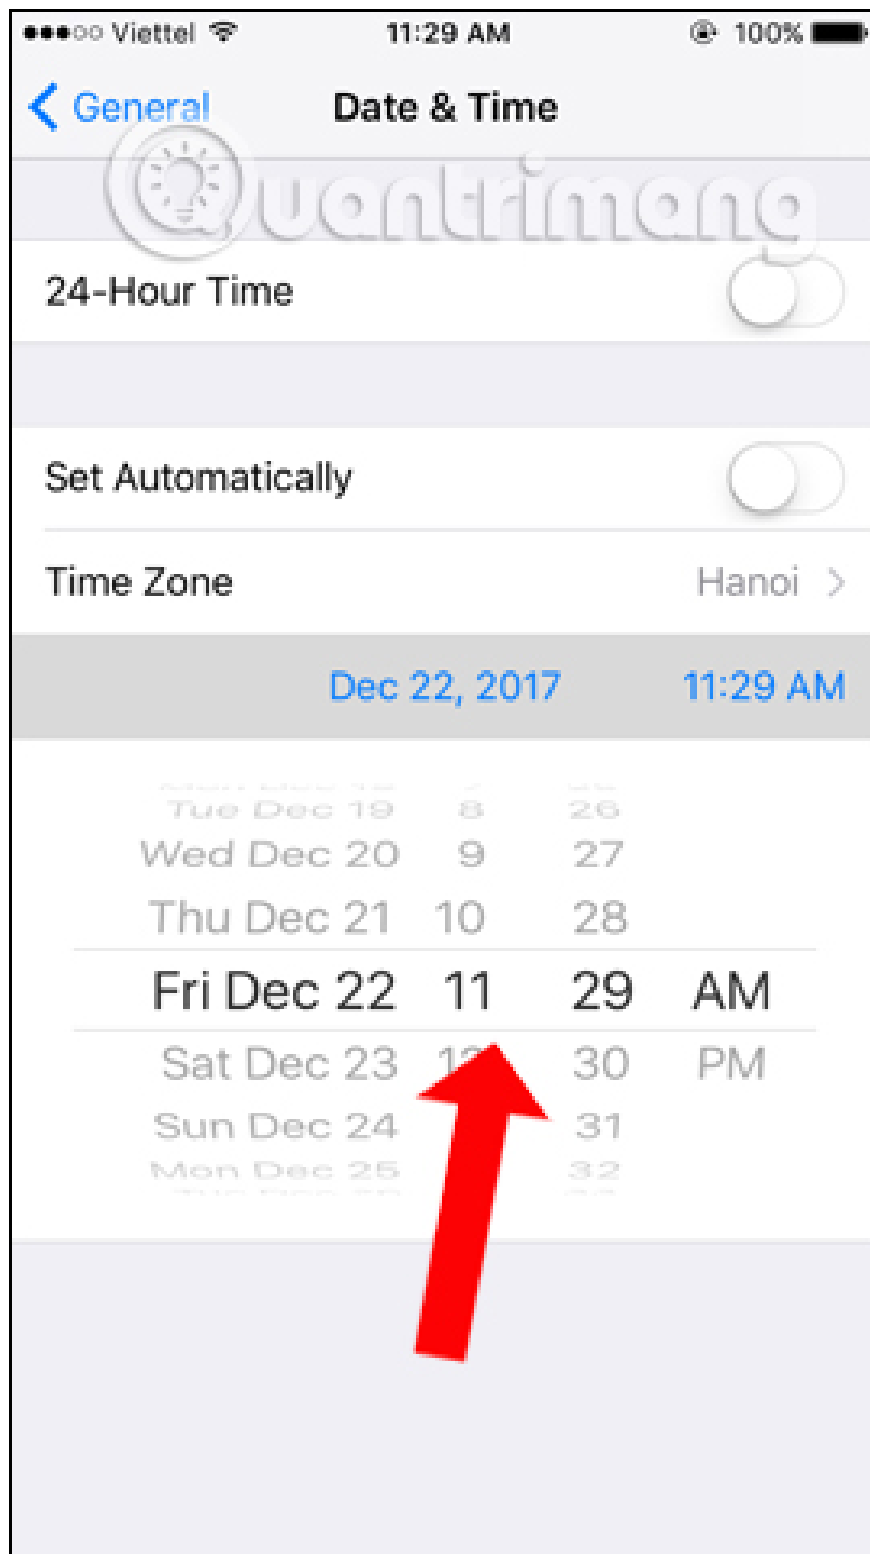 Viettel 11:29 AM 100%
General Date & Time
Quantrimang
24-Hour Time
Set Automatically
Time Zone Hanoi
Dec 22, 2017 11:29 AM
Tue Dec 19 8 26
Wed Dec 20 9 27
Thu Dec 21 10 28
Fri Dec 22 11 29 AM
Sat Dec 23 30 PM
Sun Dec 24 31
Mon Dec 25 32